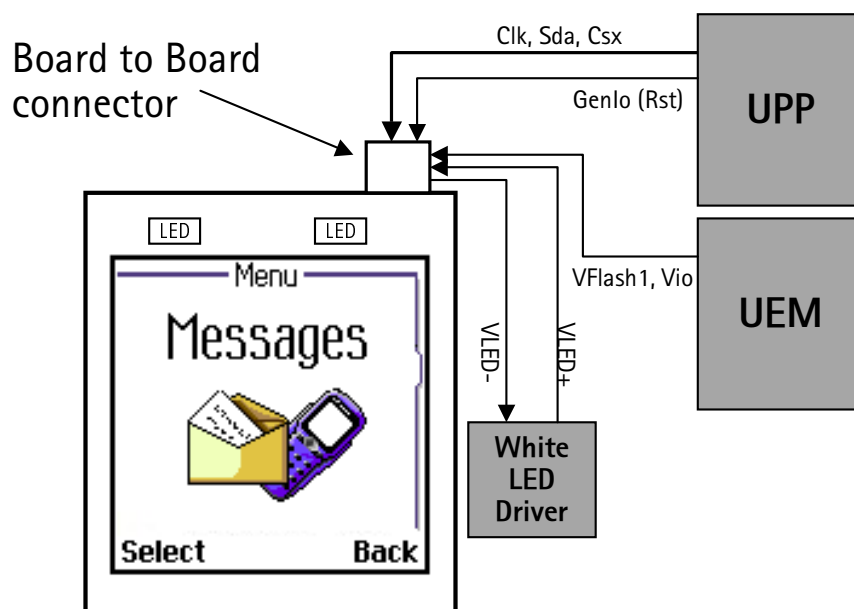 Clk, Sda, Csx
Board to Board
connector
GenIo (Rst)
UPP
LED
LED
Menu
VFlash1, Vio
UEM
Messages
VLED-
VLED+
White
LED
Driver
Select
Back